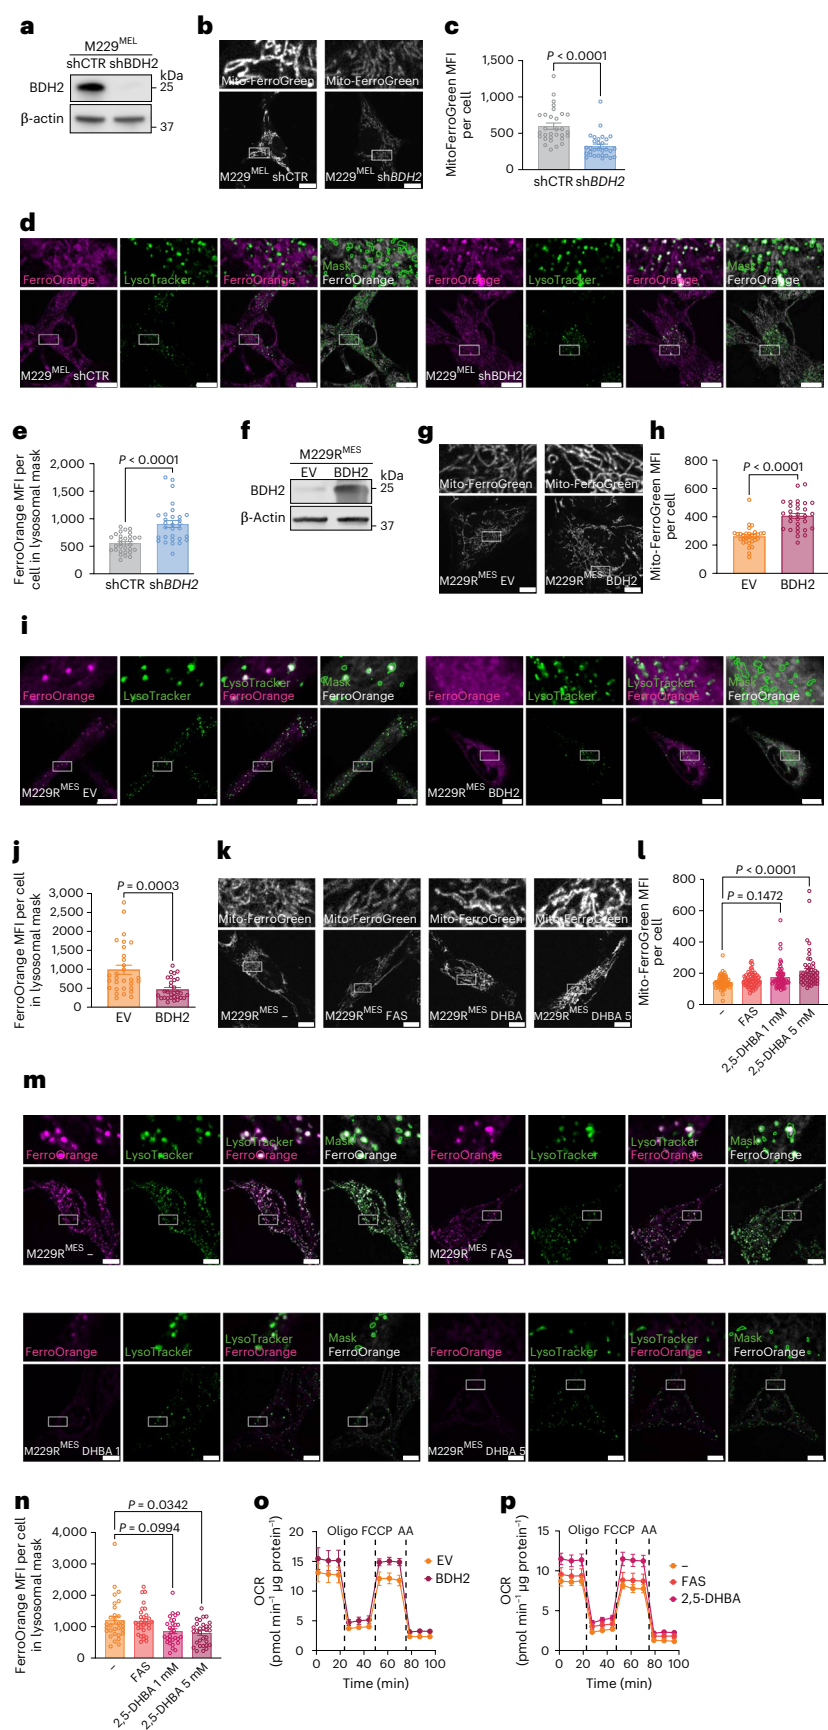 a
M229MEL
shCTR shBDH2
kDa
BDH2
25
β-actin
37
b
Mito-FerroGreen
Mito-FerroGreen
M229MEL shCTR
M229MEL shBDH2
c
P < 0.0001
MitoFerroGreen MFI
per cell
1,500
1,000
500
0
shCTR shBDH2
d
FerroOrange
LysoTracker
FerroOrange
Mask
FerroOrange
FerroOrange
LysoTracker
FerroOrange
Mask
FerroOrange
M229MEL shCTR
M229MEL shBDH2
e
P < 0.0001
FerroOrange MFI per
cell in lysosomal mask
2,000
1,500
1,000
500
0
shCTR shBDH2
f
M229RMES
EV BDH2
kDa
BDH2
25
β-Actin
37
g
Mito-FerroGreen
Mito-FerroGreen
M229RMES EV
M229RMES BDH2
h
P < 0.0001
Mito-FerroGreen MFI
per cell
800
600
400
200
0
EV BDH2
i
FerroOrange
LysoTracker
LysoTracker
FerroOrange
Mask
FerroOrange
FerroOrange
LysoTracker
LysoTracker
FerroOrange
Mask
FerroOrange
M229RMES EV
M229RMES BDH2
j
P = 0.0003
FerroOrange MFI per cell
in lysosomal mask
3,000
2,500
2,000
1,500
1,000
500
0
EV BDH2
k
Mito-FerroGreen
Mito-FerroGreen
Mito-FerroGreen
Mito-FerroGreen
M229RMES –
M229RMES FAS
M229RMES DHBA
M229RMES DHBA 5
l
P < 0.0001
P = 0.1472
Mito-FerroGreen MFI
per cell
800
600
400
200
0
–
FAS
2,5-DHBA 1 mM
2,5-DHBA 5 mM
m
FerroOrange
LysoTracker
LysoTracker
FerroOrange
Mask
FerroOrange
FerroOrange
LysoTracker
LysoTracker
FerroOrange
Mask
FerroOrange
M229RMES –
M229RMES FAS
FerroOrange
LysoTracker
LysoTracker
FerroOrange
Mask
FerroOrange
FerroOrange
LysoTracker
LysoTracker
FerroOrange
Mask
FerroOrange
M229RMES DHBA 1
M229RMES DHBA 5
n
P = 0.0342
P = 0.0994
FerroOrange MFI per cell
in lysosomal mask
4,000
3,000
2,000
1,000
0
–
FAS
2,5-DHBA 1 mM
2,5-DHBA 5 mM
o
Oligo FCCP AA
OCR
(pmol min−1 µg protein−1)
20
15
10
5
0
0 20 40 60 80 100
Time (min)
EV
BDH2
p
Oligo FCCP AA
OCR
(pmol min−1 µg protein−1)
15
10
5
0
0 20 40 60 80 100
Time (min)
–
FAS
2,5-DHBA